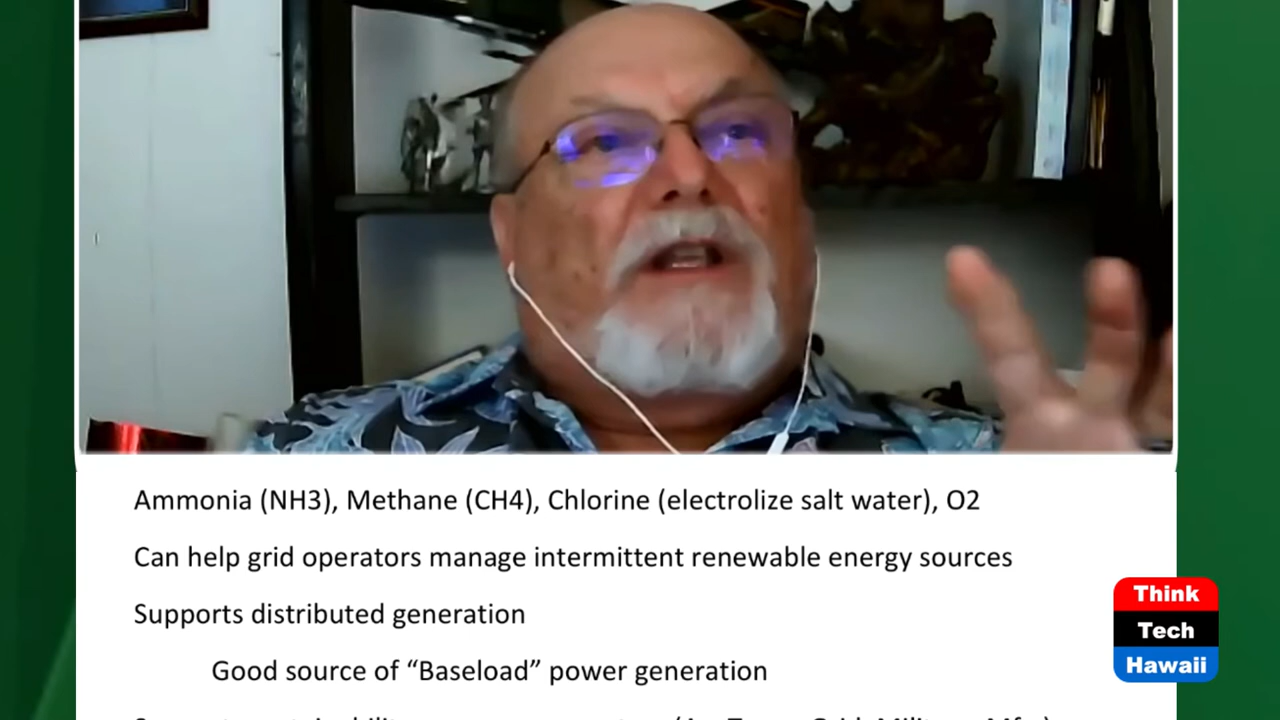 Ammonia (NH3), Methane (CH4), Chlorine (electrolize salt water), O2
Can help grid operators manage intermittent renewable energy sources
Supports distributed generation
Good source of “Baseload” power generation
Think
Tech
Hawaii